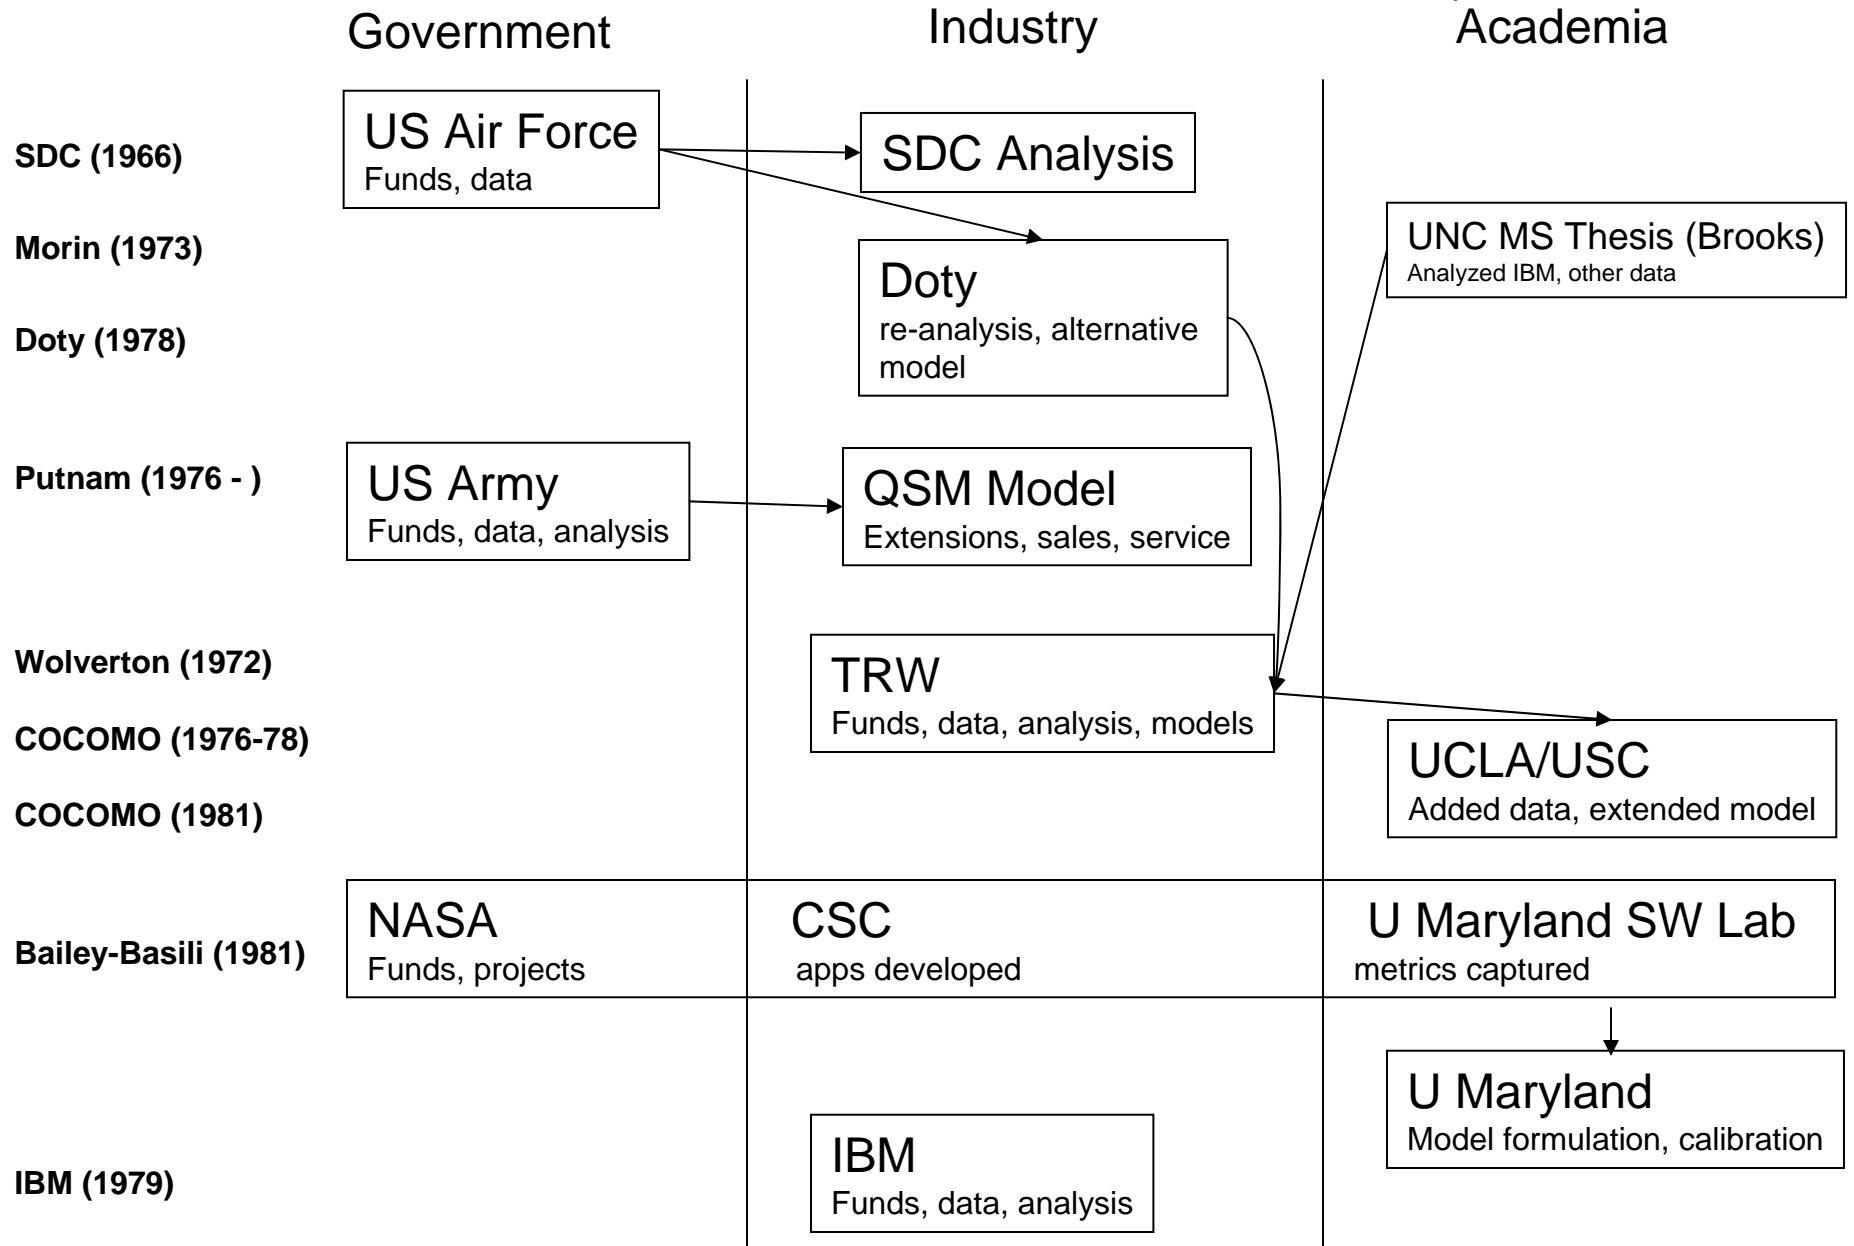 Government
Industry
Academia
SDC (1966)
US Air Force
Funds, data
SDC Analysis
Morin (1973)
UNC MS Thesis (Brooks)
Analyzed IBM, other data
Doty (1978)
Doty
re-analysis, alternative
model
Putnam (1976 - )
US Army
Funds, data, analysis
QSM Model
Extensions, sales, service
Wolverton (1972)
TRW
Funds, data, analysis, models
COCOMO (1976-78)
UCLA/USC
Added data, extended model
COCOMO (1981)
Bailey-Basili (1981)
NASA
Funds, projects
CSC
apps developed
U Maryland SW Lab
metrics captured
U Maryland
Model formulation, calibration
IBM (1979)
IBM
Funds, data, analysis